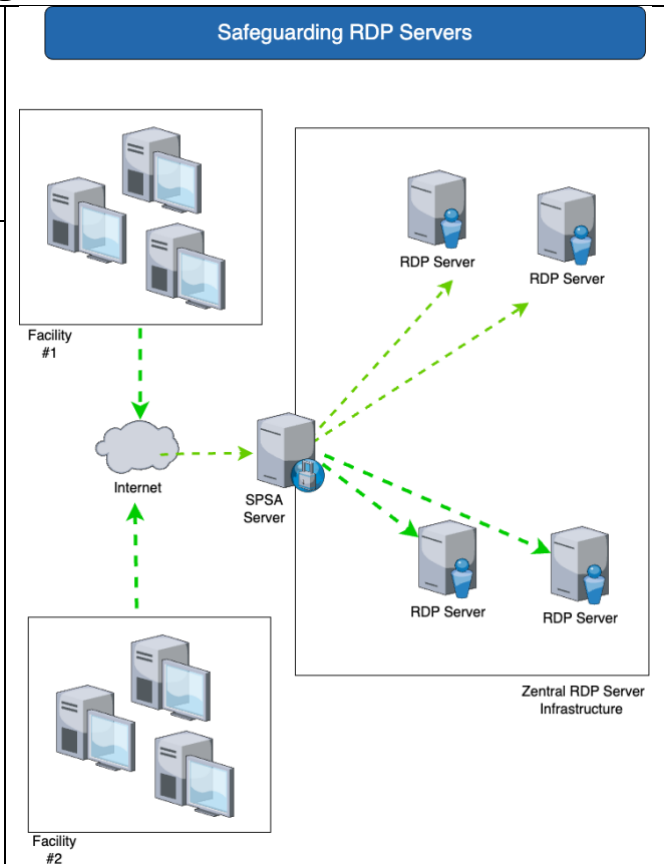 Safeguarding RDP Servers
RDP Server
RDP Server
Facility
#1
Internet
SPSA
Server
RDP Server
RDP Server
Zentral RDP Server
Infrastructure
Facility
#2